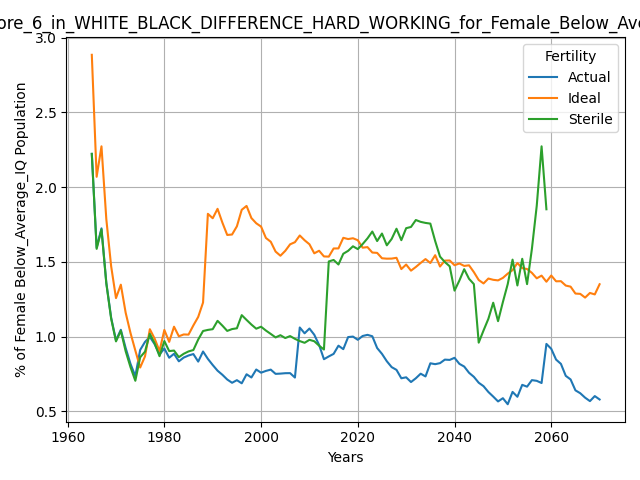 ore_6_in_WHITE_BLACK_DIFFERENCE_HARD_WORKING_for_Female_Below_Ave
% of Female Below_Average_IQ Population
3.0
2.5
2.0
1.5
1.0
0.5
Fertility
Actual
Ideal
Sterile
1960 1980 2000 2020 2040 2060
Years